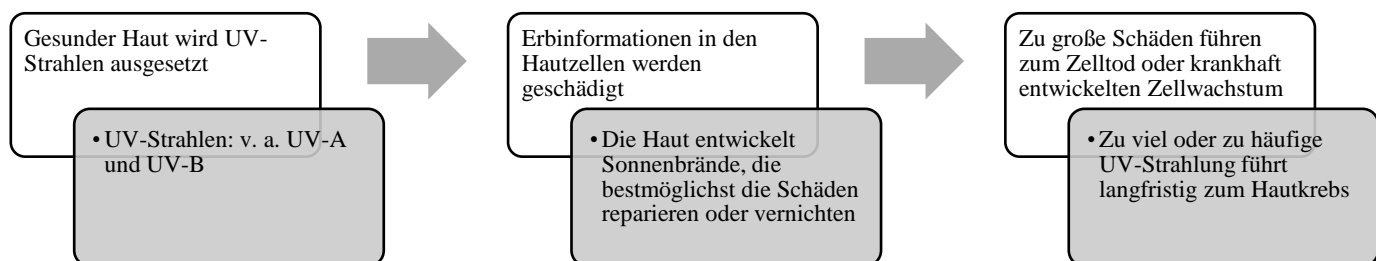 Gesunder Haut wird UV-
Strahlen ausgesetzt
• UV-Strahlen: v. a. UV-A
und UV-B
Erbinformationen in den
Hautzellen werden
geschädigt
• Die Haut entwickelt
Sonnenbrände, die
bestmöglichst die Schäden
reparieren oder vernichten
Zu große Schäden führen
zum Zelltod oder krankhaft
entwickelten Zellwachstum
• Zu viel oder zu häufige
UV-Strahlung führt
langfristig zum Hautkrebs